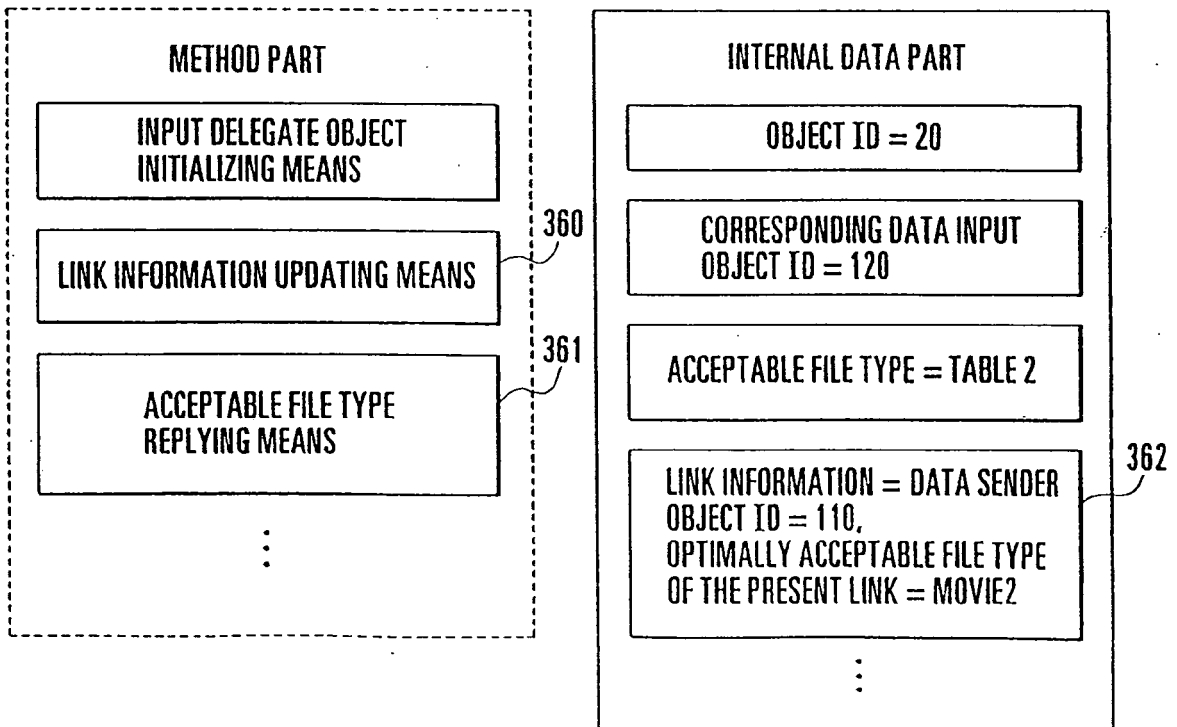 METHOD PART
INPUT DELEGATE OBJECT
INITIALIZING MEANS
360
LINK INFORMATION UPDATING MEANS
361
ACCEPTABLE FILE TYPE
REPLYING MEANS
INTERNAL DATA PART
OBJECT ID = 20
CORRESPONDING DATA INPUT
OBJECT ID = 120
ACCEPTABLE FILE TYPE = TABLE 2
362
LINK INFORMATION = DATA SENDER
OBJECT ID = 110,
OPTIMALLY ACCEPTABLE FILE TYPE
OF THE PRESENT LINK = MOVIE2